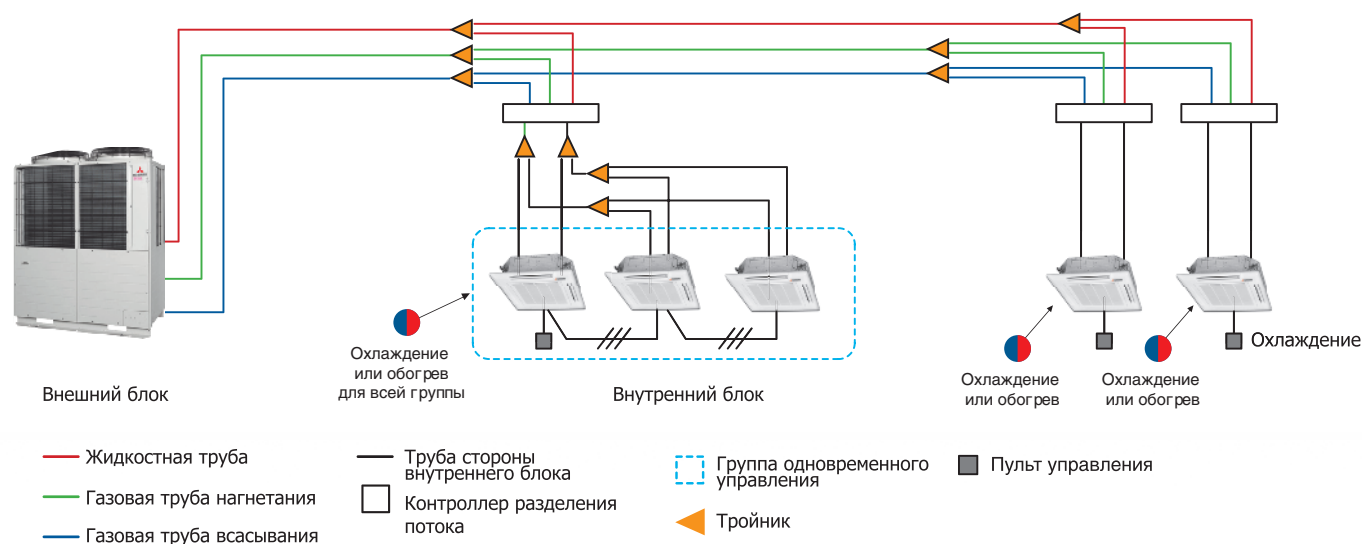 Охлаждение
Охлаждение
или обогрев
для всей группы
Охлаждение
или обогрев
Охлаждение
или обогрев
Внешний блок
Внутренний блок
Жидкостная труба
Газовая труба нагнетания
Газовая труба всасывания
Труба стороны
внутреннего блока
Контроллер разделения
потока
Группа одновременного
управления
Тройник
Пульт управления